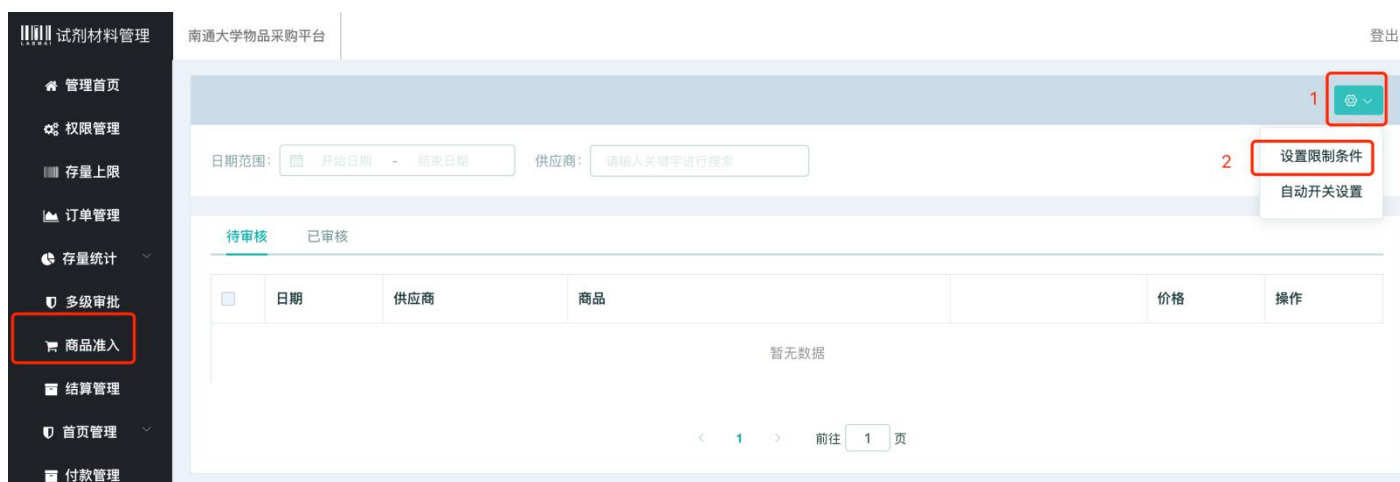 LABMAI 试剂材料管理
南通大学物品采购平台
登出
管理首页
权限管理
存量上限
订单管理
存量统计
多级审批
商品准入
结算管理
首页管理
付款管理
1
日期范围： 开始日期 - 结束日期 供应商： 请输入关键字进行搜索
2 设置限制条件
自动开关设置
待审核 已审核
日期 供应商 商品 价格 操作
暂无数据
< 1 > 前往 1 页